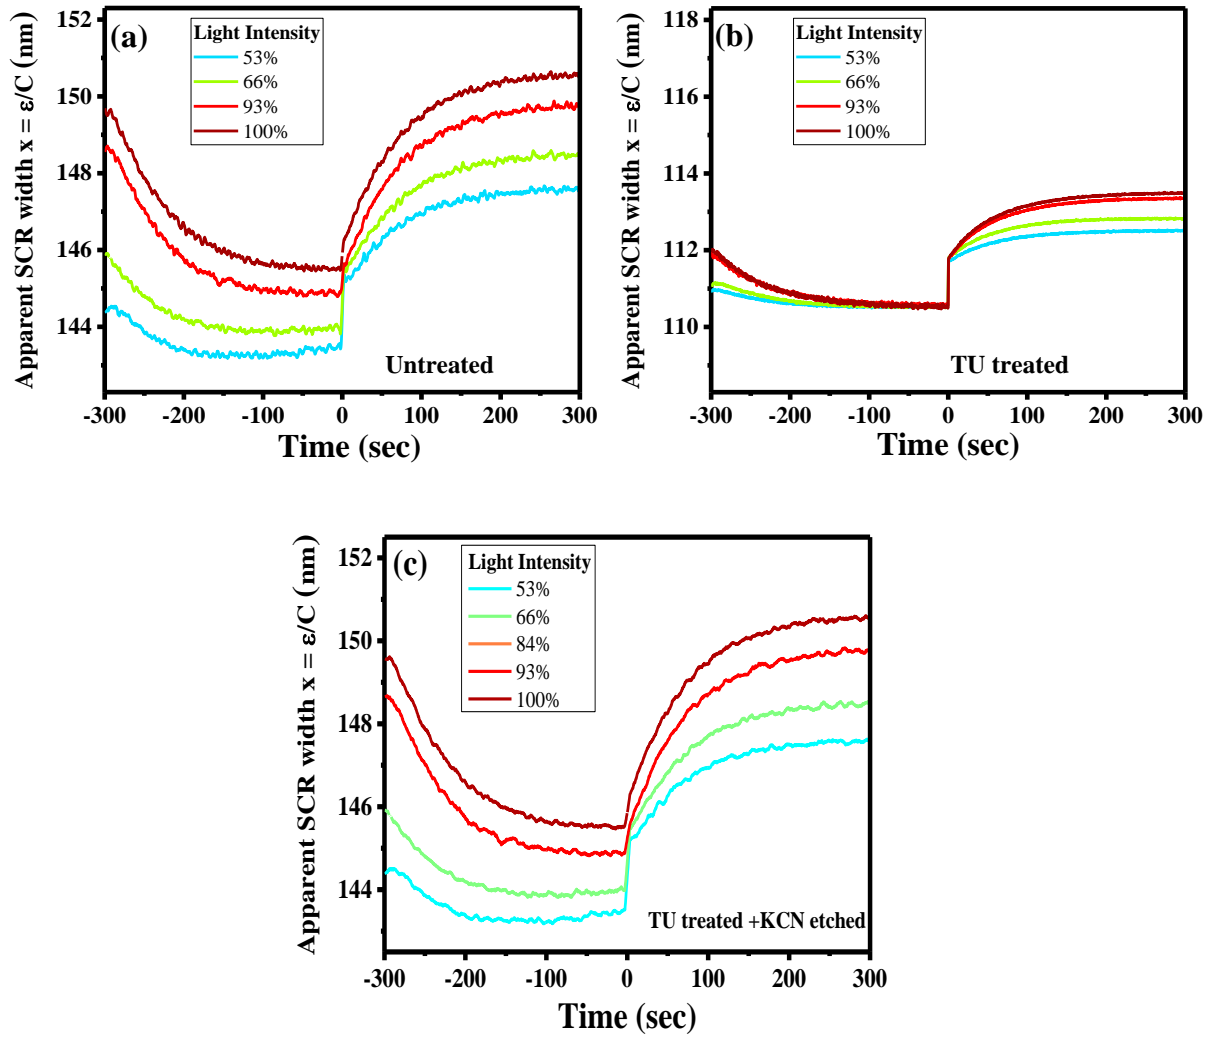 (a)
Light Intensity
53%
66%
93%
100%
Untreated
152
150
148
146
144
-300 -200 -100 0 100 200 300
Time (sec)
Apparent SCR width x = ε/C (nm)
(b)
Light Intensity
53%
66%
93%
100%
TU treated
118
116
114
112
110
-300 -200 -100 0 100 200 300
Time (sec)
Apparent SCR width x = ε/C (nm)
(c)
Light Intensity
53%
66%
84%
93%
100%
TU treated +KCN etched
152
150
148
146
144
-300 -200 -100 0 100 200 300
Time (sec)
Apparent SCR width x = ε/C (nm)